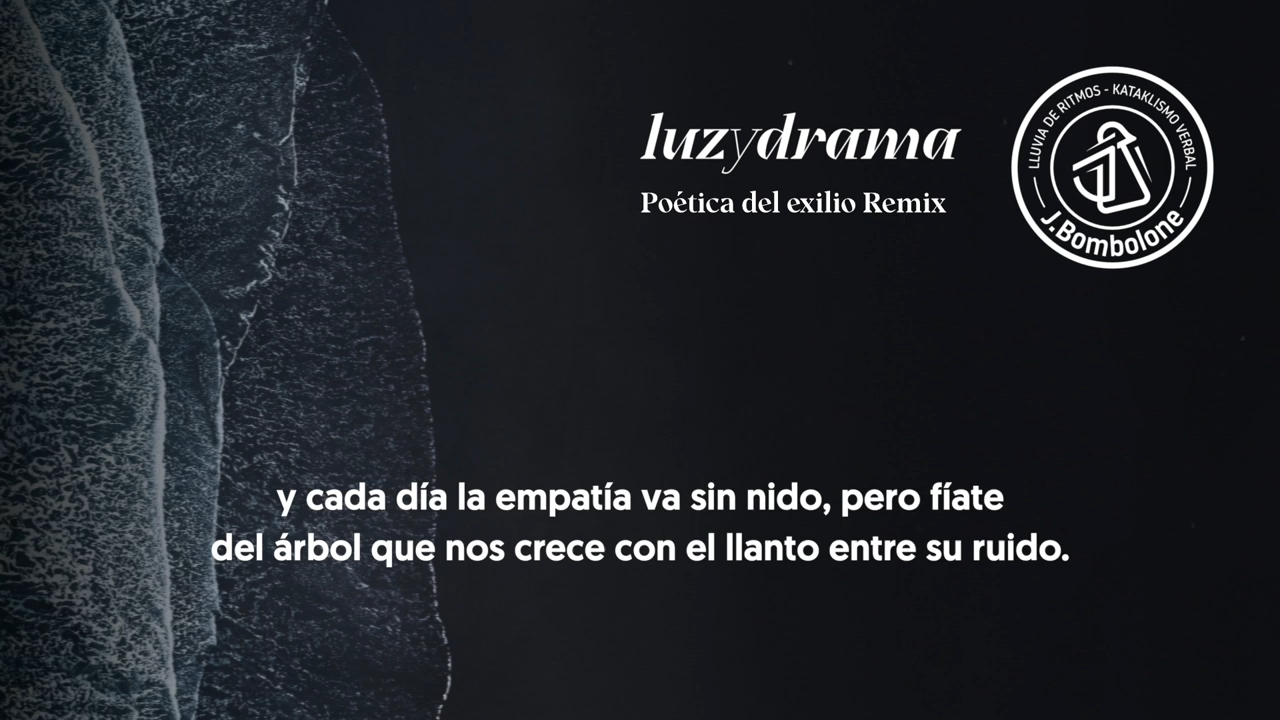 luzydrama
Poética del exilio Remix
LLUVIA DE RITMOS - KATAKLISMO VERBAL
J.Bombolone
y cada día la empatía va sin nido, pero fíate
del árbol que nos crece con el llanto entre su ruido.